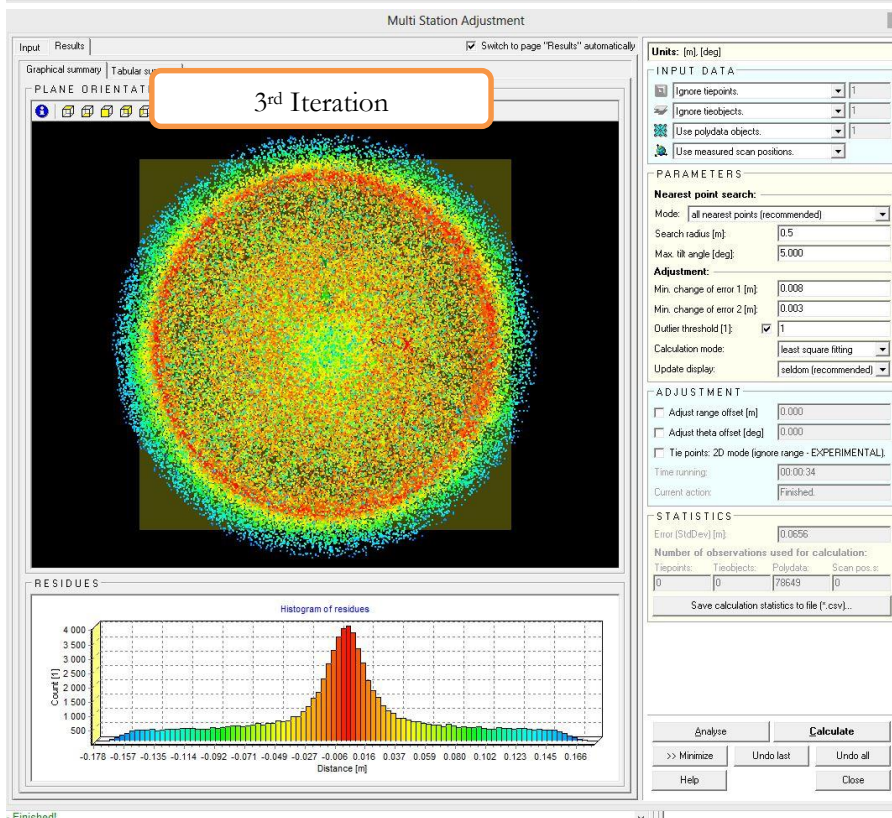 Multi Station Adjustment
Input Results
Switch to page "Results" automatically
Graphical summary Tabular
PLANE ORIENTAT
3rd Iteration
RESIDUES
Histogram of residues
Count [1]
4 000
3 500
3 000
2 500
2 000
1 500
1 000
500
-0.178 -0.157 -0.135 -0.114 -0.092 -0.071 -0.049 -0.027 -0.006 0.016 0.037 0.059 0.080 0.102 0.123 0.145 0.166
Distance [m]
Units: [m], [deg]
INPUT DATA
Ignore tiepoints. 1
Ignore tieobjects. 1
Use polydata objects. 1
Use measured scan positions.
PARAMETERS
Nearest point search:
Mode: all nearest points (recommended)
Search radius [m]: 0.5
Max. tilt angle [deg]: 5.000
Adjustment:
Min. change of error 1 [m]: 0.008
Min. change of error 2 [m]: 0.003
Outlier threshold [1]: 1
Calculation mode: least square fitting
Update display: seldom (recommended)
ADJUSTMENT
Adjust range offset [m] 0.000
Adjust theta offset [deg] 0.000
Tie points: 2D mode (ignore range - EXPERIMENTAL).
Time running: 00:00:34
Current action: Finished.
STATISTICS
Error (StdDev) [m]: 0.0656
Number of observations used for calculation:
Tiepoints: Tieobjects: Polydata: Scan pos.s:
0 0 78649 0
Save calculation statistics to file (*.csv)...
Analyse Calculate
>> Minimize Undo last Undo all
Help Close
Finished!